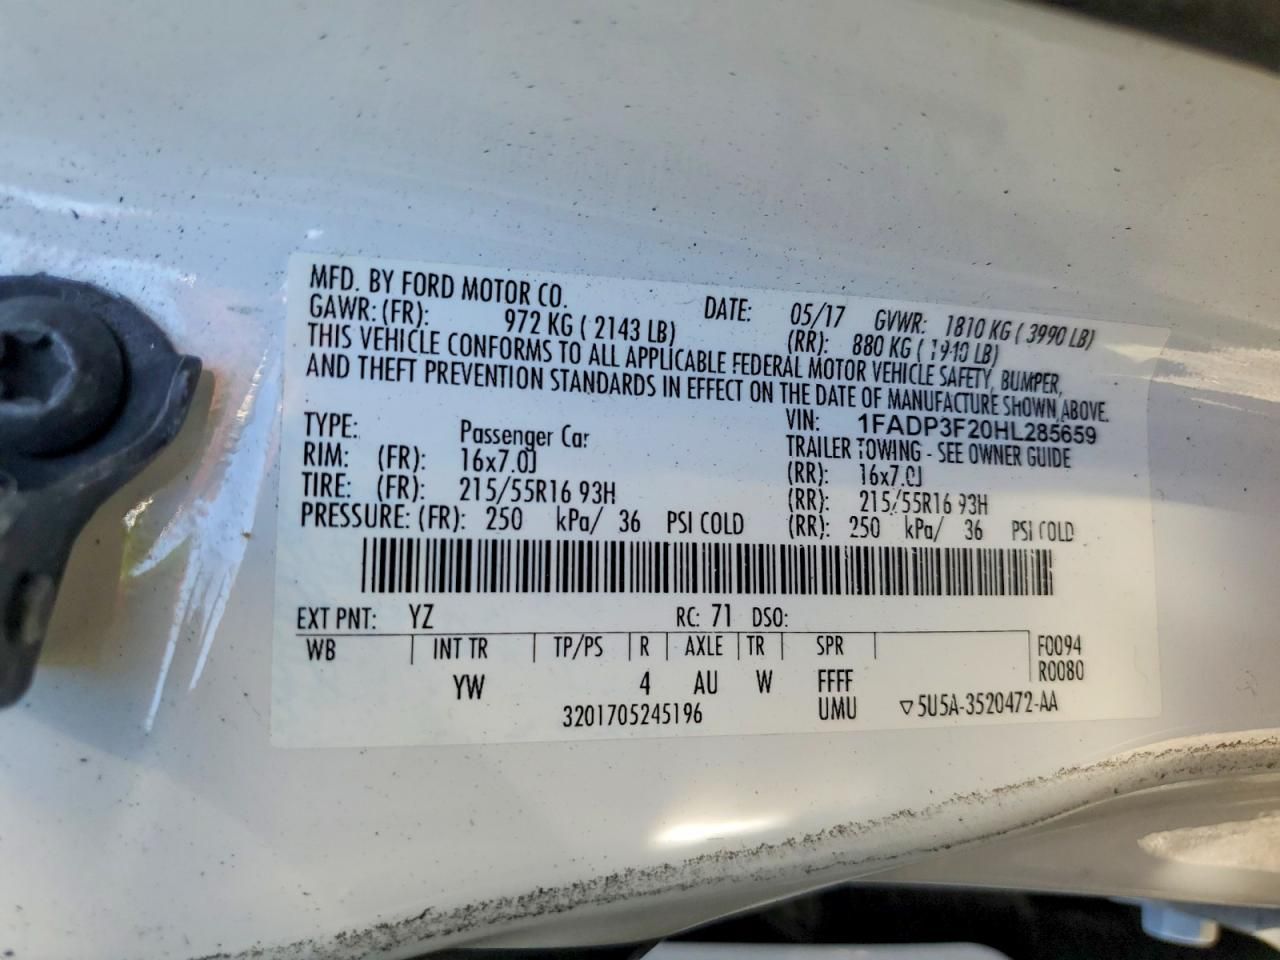 MFD. BY FORD MOTOR CO. DATE: 05/17 GVWR: 1810 KG ( 3990 LB)
GAWR: (FR): 972 KG ( 2143 LB) (RR): 880 KG ( 1940 LB)
THIS VEHICLE CONFORMS TO ALL APPLICABLE FEDERAL MOTOR VEHICLE SAFETY, BUMPER,
AND THEFT PREVENTION STANDARDS IN EFFECT ON THE DATE OF MANUFACTURE SHOWN ABOVE.
TYPE: Passenger Car VIN: 1FADP3F20HL285659
TRAILER TOWING - SEE OWNER GUIDE
RIM: (FR): 16x7.0J (RR): 16x7.0J
TIRE: (FR): 215/55R16 93H (RR): 215/55R16 93H
PRESSURE: (FR): 250 kPa/ 36 PSI COLD (RR): 250 kPa/ 36 PSI COLD
EXT PNT: YZ RC: 71 DSO:
WB INT TR TP/PS R AXLE TR SPR F0094
YW 4 AU W FFFF R0080
3201705245196 UMU ▽5U5A-3520472-AA